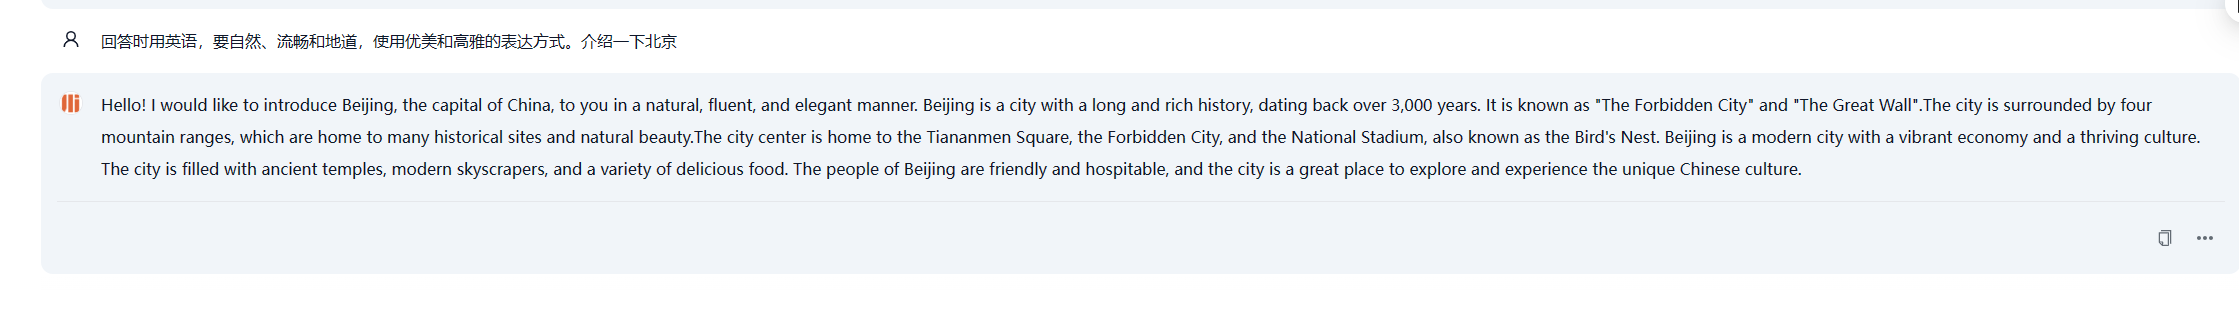 回答时用英语，要自然、流畅和地道，使用优美和高雅的表达方式。介绍一下北京
Hello! I would like to introduce Beijing, the capital of China, to you in a natural, fluent, and elegant manner. Beijing is a city with a long and rich history, dating back over 3,000 years. It is known as "The Forbidden City" and "The Great Wall".The city is surrounded by four
mountain ranges, which are home to many historical sites and natural beauty.The city center is home to the Tiananmen Square, the Forbidden City, and the National Stadium, also known as the Bird's Nest. Beijing is a modern city with a vibrant economy and a thriving culture.
The city is filled with ancient temples, modern skyscrapers, and a variety of delicious food. The people of Beijing are friendly and hospitable, and the city is a great place to explore and experience the unique Chinese culture.